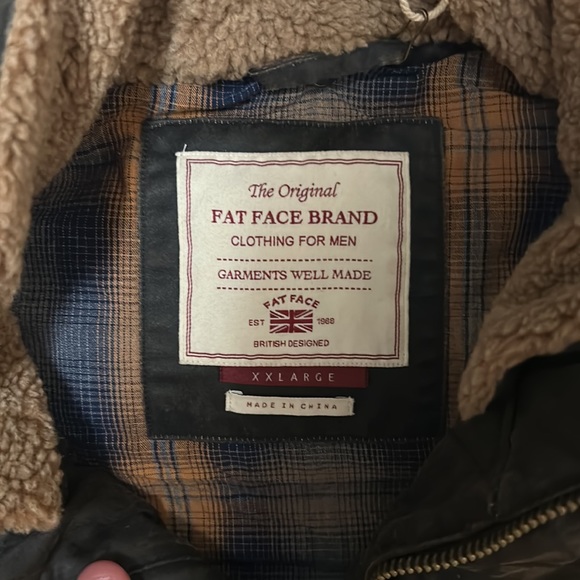 The Original
FAT FACE BRAND
CLOTHING FOR MEN
GARMENTS WELL MADE
FAT FACE
EST 1988
BRITISH DESIGNED
XXLARGE
MADE IN CHINA